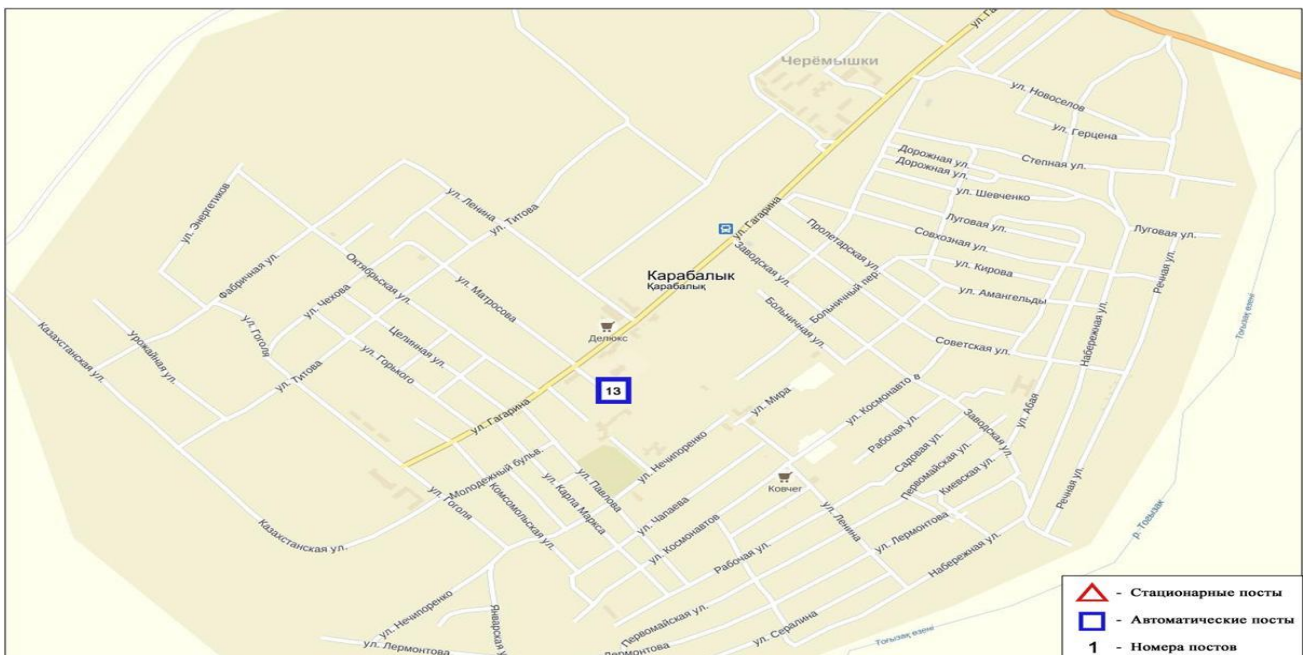 ул. Гагарина
Черёмышки
ул. Новоселов
ул. Герцена
Дорожная ул.
Дорожная ул.
Степная ул.
ул. Энергетиков
ул. Ленина
ул. Титова
ул. Шевченко
Луговая ул.
Луговая ул.
Совхозная ул.
ул. Гагарина
Пролетарская ул.
Заводская ул.
Фабричная ул.
Октябрьская ул.
ул. Кирова
Речная ул.
Карабалык
Қарабалық
ул. Чехова
ул. Матросова
Больничный пер.
ул. Амангельды
Больничная ул.
Набережная ул.
Тоғызақ өзені
Казахстанская ул.
Урожайная ул.
ул. Гоголя
Целинная ул.
ул. Горького
Делюкс
Советская ул.
ул. Титова
13
ул. Мира
ул. Космонавтов
ул. Абая
ул. Гагарина
Рабочая ул.
Заводская ул.
Садовая ул.
Молодежный бульв.
ул. Нечипоренко
Первомайская ул.
Киевская ул.
Речная ул.
Ковчег
ул. Гоголя
Комсомольская ул.
ул. Карла Маркса
ул. Павлова
ул. Чапаева
ул. Космонавтов
ул. Ленина
ул. Лермонтова
р. Тогызак
Казахстанская ул.
Рабочая ул.
Набережная ул.
ул. Нечипоренко
Январская у
Первомайская ул.
ул. Сералина
Тоғызақ өзені
ул. Лермонтова
Лермонтова
- Стационарные посты
- Автоматические посты
1 - Номера постов